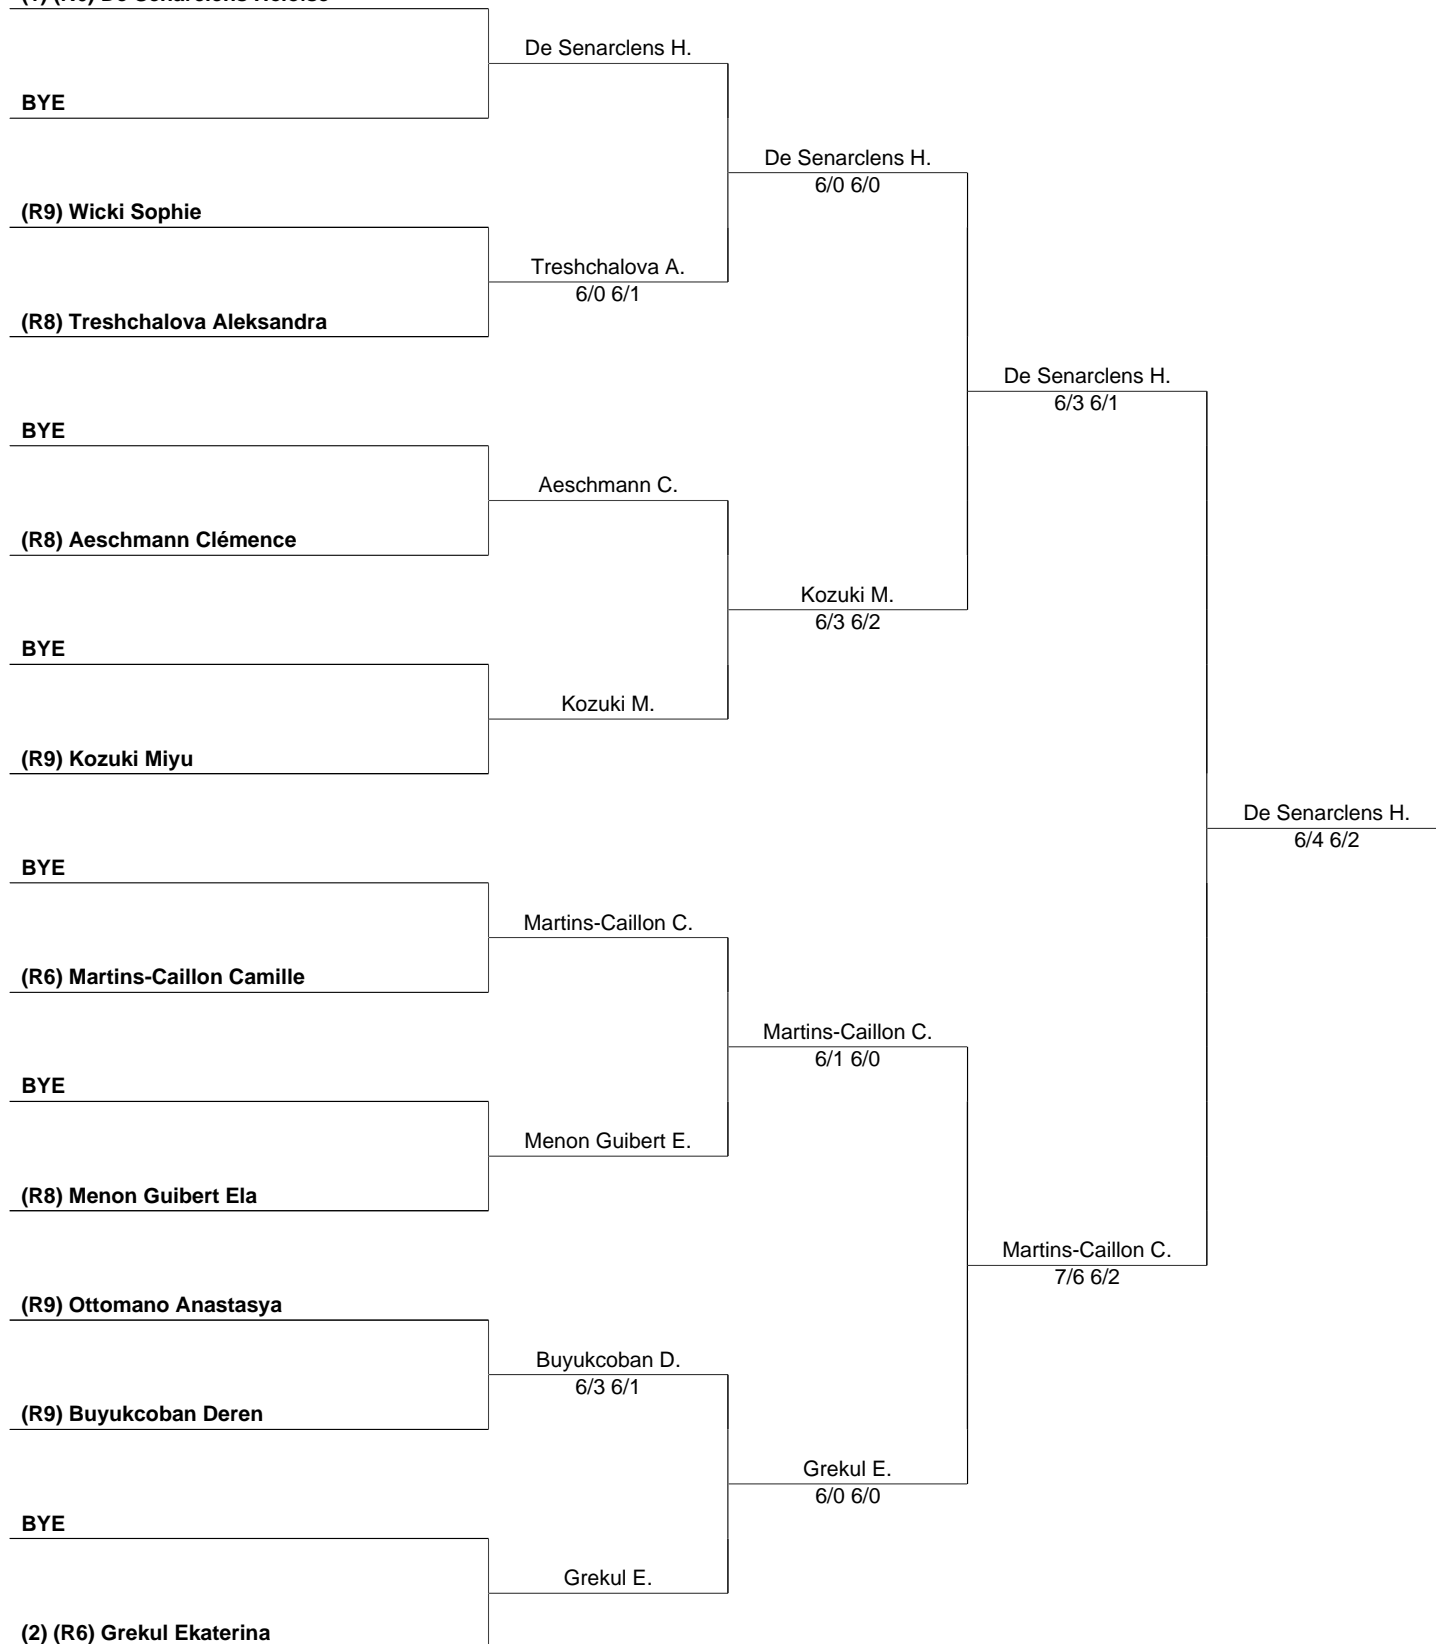 De Senarclens H.
BYE
De Senarclens H.
6/0 6/0
(R9) Wicki Sophie
Treshchalova A.
6/0 6/1
(R8) Treshchalova Aleksandra
De Senarclens H.
6/3 6/1
BYE
Aeschmann C.
(R8) Aeschmann Clémence
Kozuki M.
6/3 6/2
BYE
Kozuki M.
(R9) Kozuki Miyu
De Senarclens H.
6/4 6/2
BYE
Martins-Caillon C.
(R6) Martins-Caillon Camille
Martins-Caillon C.
6/1 6/0
BYE
Menon Guibert E.
(R8) Menon Guibert Ela
Martins-Caillon C.
7/6 6/2
(R9) Ottomano Anastasya
Buyukcoban D.
6/3 6/1
(R9) Buyukcoban Deren
Grekul E.
6/0 6/0
BYE
Grekul E.
(2) (R6) Grekul Ekaterina